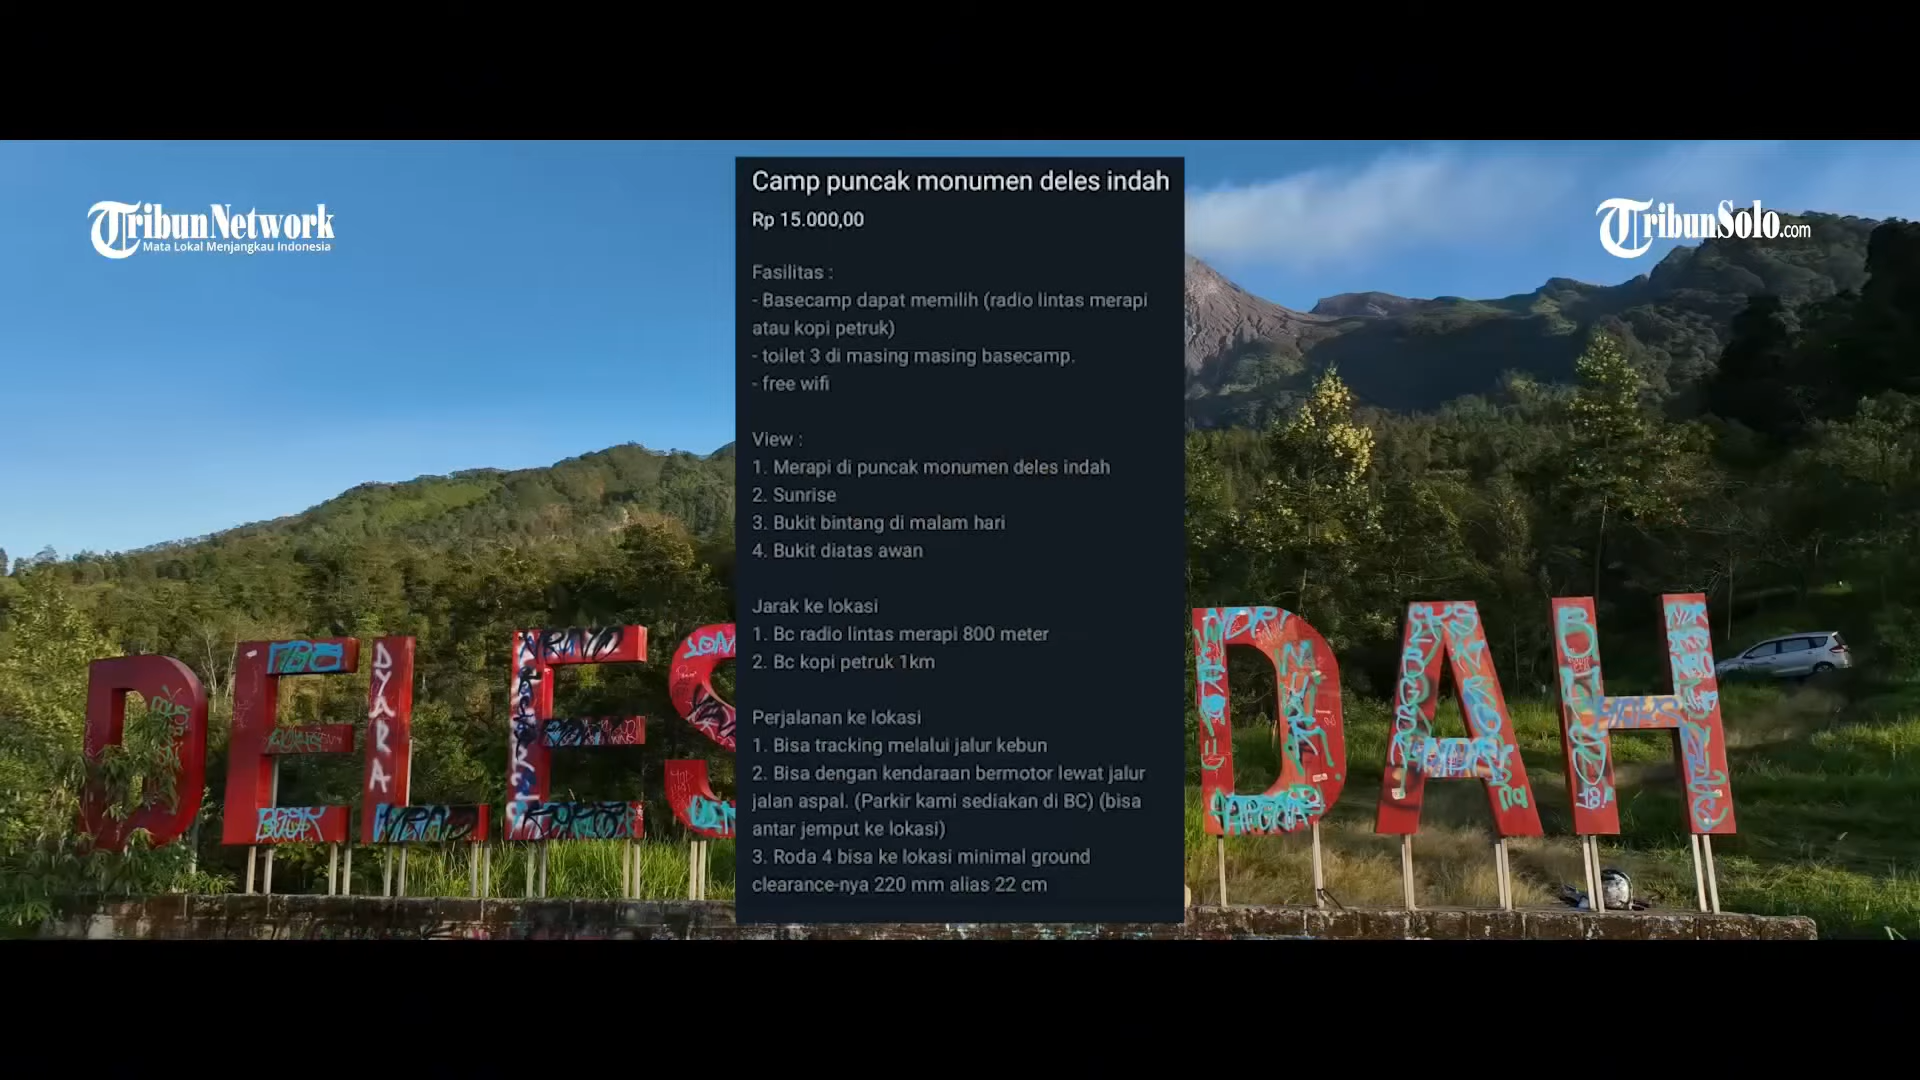 TribunNetwork
Mata Lokal Menjangkau Indonesia
TribunSolo.com
Camp puncak monumen deles indah
Rp 15.000,00
Fasilitas :
- Basecamp dapat memilih (radio lintas merapi
atau kopi petruk)
- toilet 3 di masing masing basecamp.
- free wifi
View :
1. Merapi di puncak monumen deles indah
2. Sunrise
3. Bukit bintang di malam hari
4. Bukit diatas awan
Jarak ke lokasi
1. Bc radio lintas merapi 800 meter
2. Bc kopi petruk 1km
Perjalanan ke lokasi
1. Bisa tracking melalui jalur kebun
2. Bisa dengan kendaraan bermotor lewat jalur
jalan aspal. (Parkir kami sediakan di BC) (bisa
antar jemput ke lokasi)
3. Roda 4 bisa ke lokasi minimal ground
clearance-nya 220 mm alias 22 cm
DELES DAH
DYARA